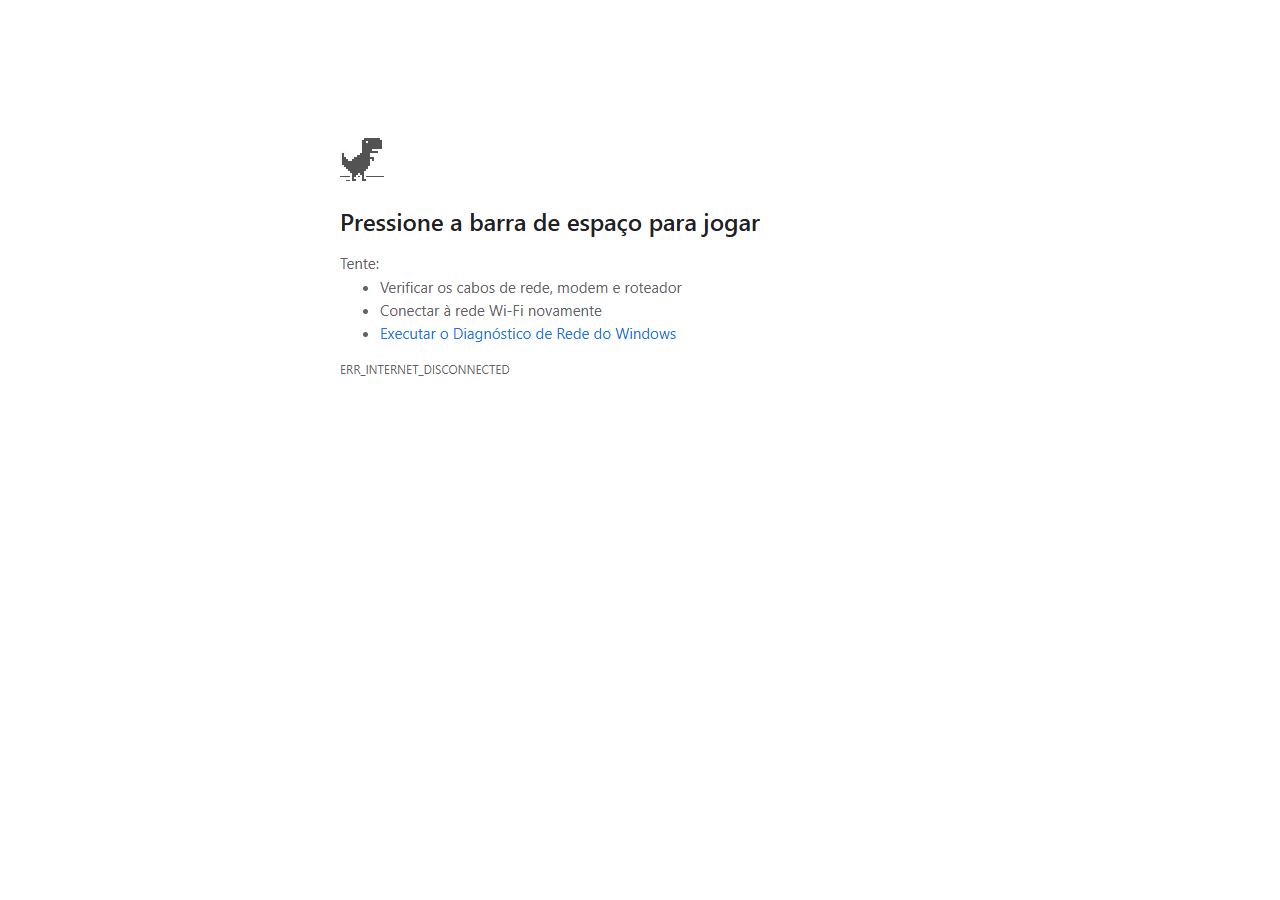 Pressione a barra de espaço para jogar
Tente:
Verificar os cabos de rede, modem e roteador
Conectar à rede Wi-Fi novamente
Executar o Diagnóstico de Rede do Windows
ERR_INTERNET_DISCONNECTED